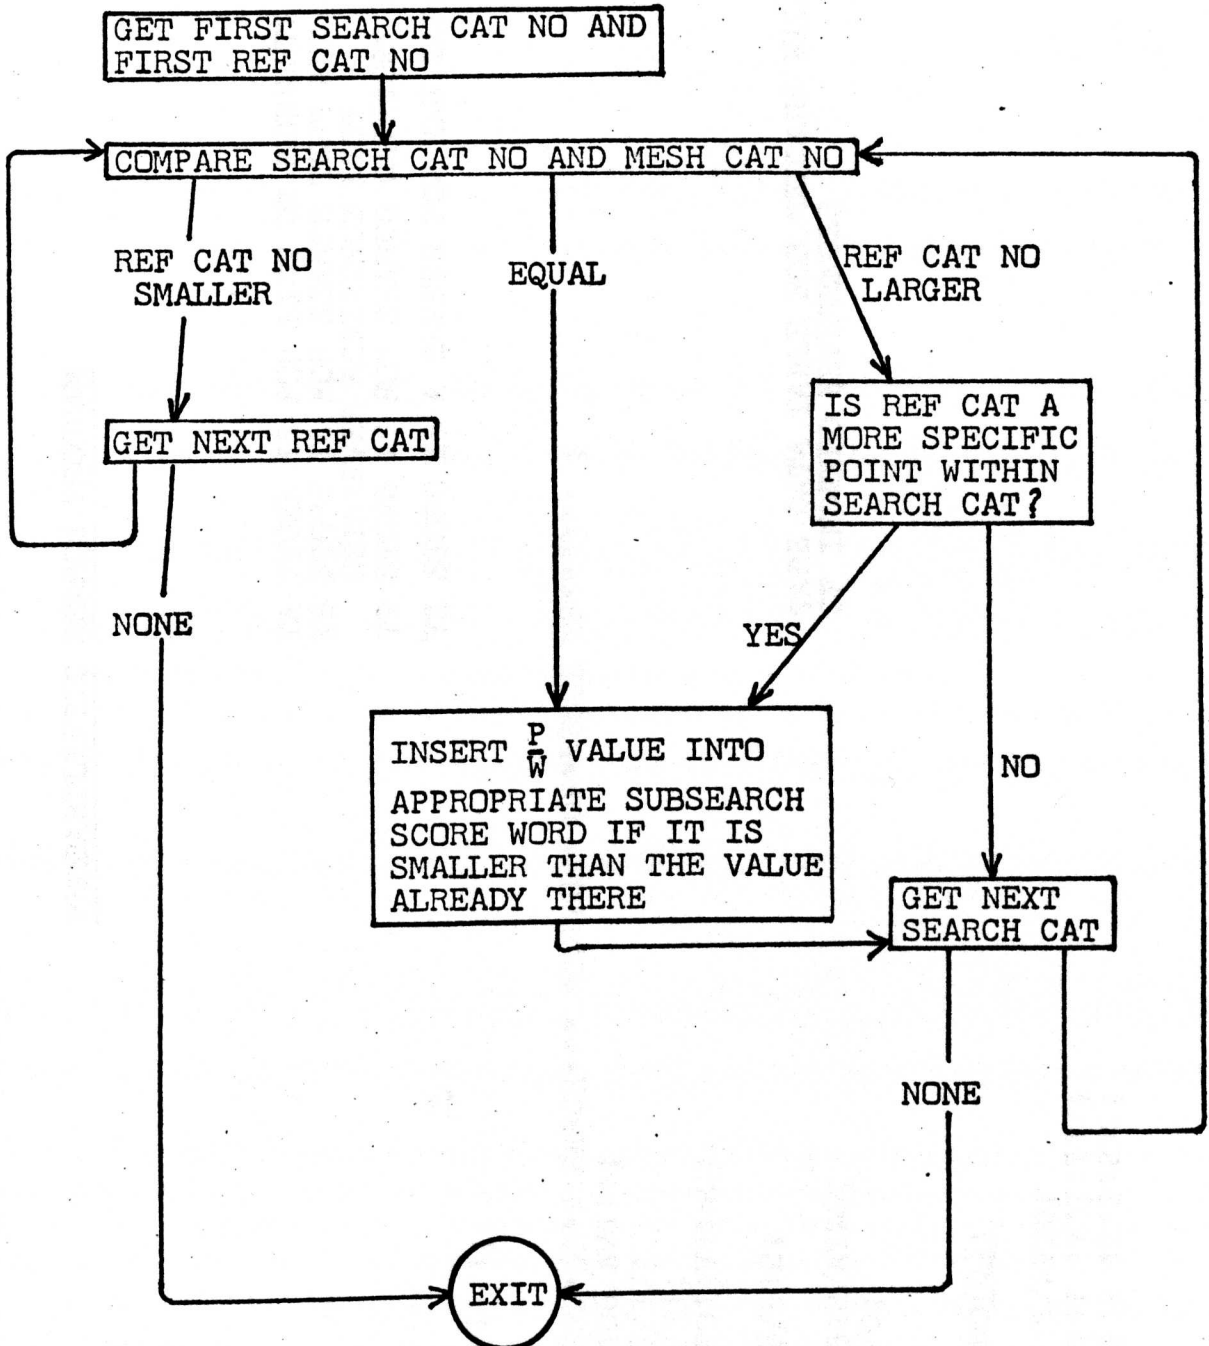 GET FIRST SEARCH CAT NO AND
FIRST REF CAT NO
COMPARE SEARCH CAT NO AND MESH CAT NO
REF CAT NO
SMALLER
EQUAL
REF CAT NO
LARGER
GET NEXT REF CAT
IS REF CAT A
MORE SPECIFIC
POINT WITHIN
SEARCH CAT?
NONE
YES
NO
INSERT P/W VALUE INTO
APPROPRIATE SUBSEARCH
SCORE WORD IF IT IS
SMALLER THAN THE VALUE
ALREADY THERE
GET NEXT
SEARCH CAT
NONE
EXIT